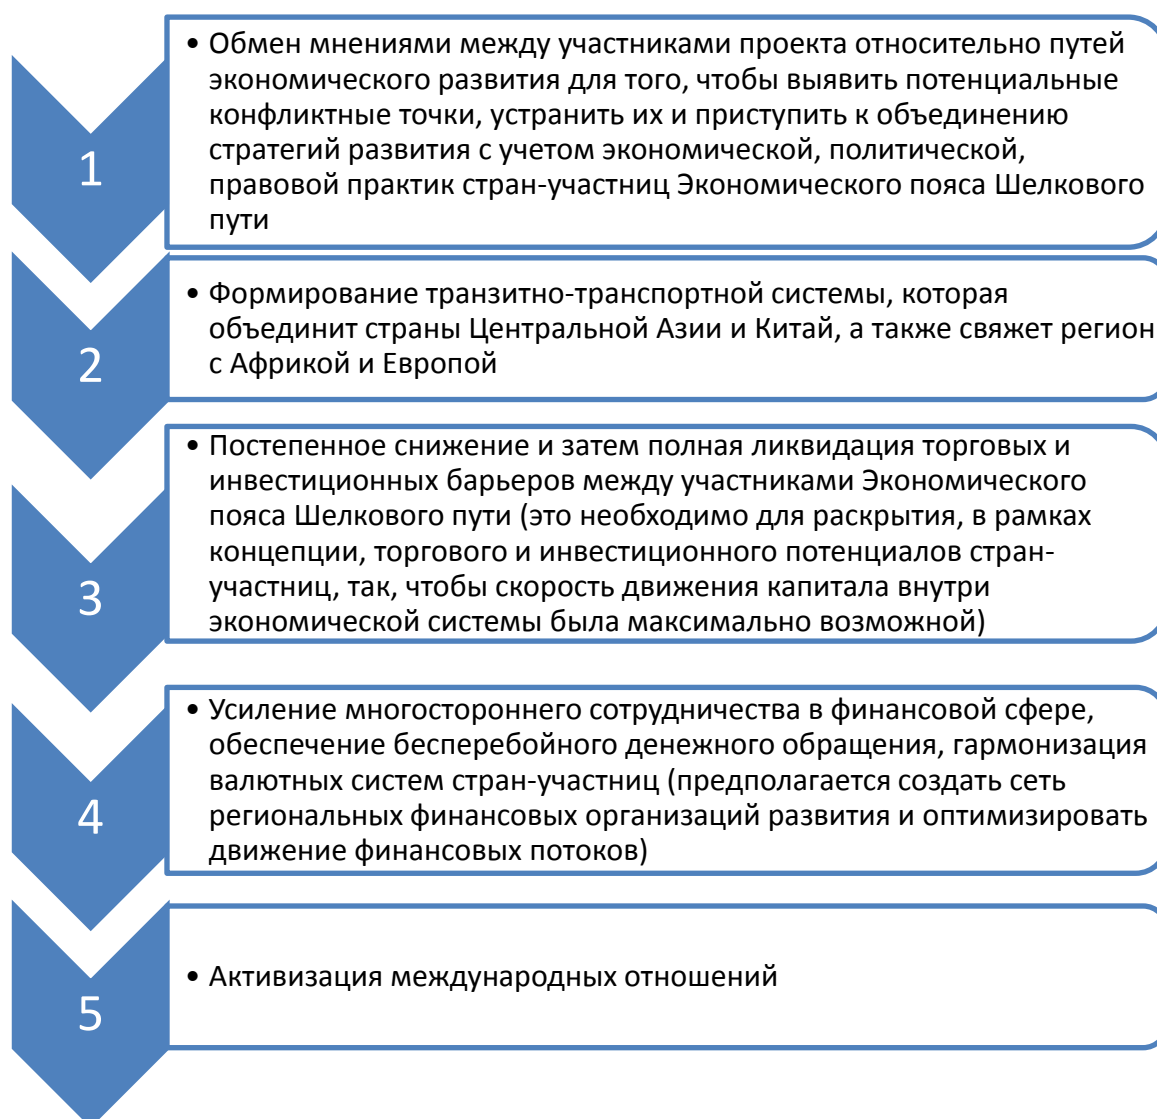 1
• Обмен мнениями между участниками проекта относительно путей
экономического развития для того, чтобы выявить потенциальные
конфликтные точки, устранить их и приступить к объединению
стратегий развития с учетом экономической, политической,
правовой практик стран-участниц Экономического пояса Шелкового
пути
2
• Формирование транзитно-транспортной системы, которая
объединит страны Центральной Азии и Китай, а также свяжет регион
с Африкой и Европой
3
• Постепенное снижение и затем полная ликвидация торговых и
инвестиционных барьеров между участниками Экономического
пояса Шелкового пути (это необходимо для раскрытия, в рамках
концепции, торгового и инвестиционного потенциалов стран-
участниц, так, чтобы скорость движения капитала внутри
экономической системы была максимально возможной)
4
• Усиление многостороннего сотрудничества в финансовой сфере,
обеспечение бесперебойного денежного обращения, гармонизация
валютных систем стран-участниц (предполагается создать сеть
региональных финансовых организаций развития и оптимизировать
движение финансовых потоков)
5
• Активизация международных отношений